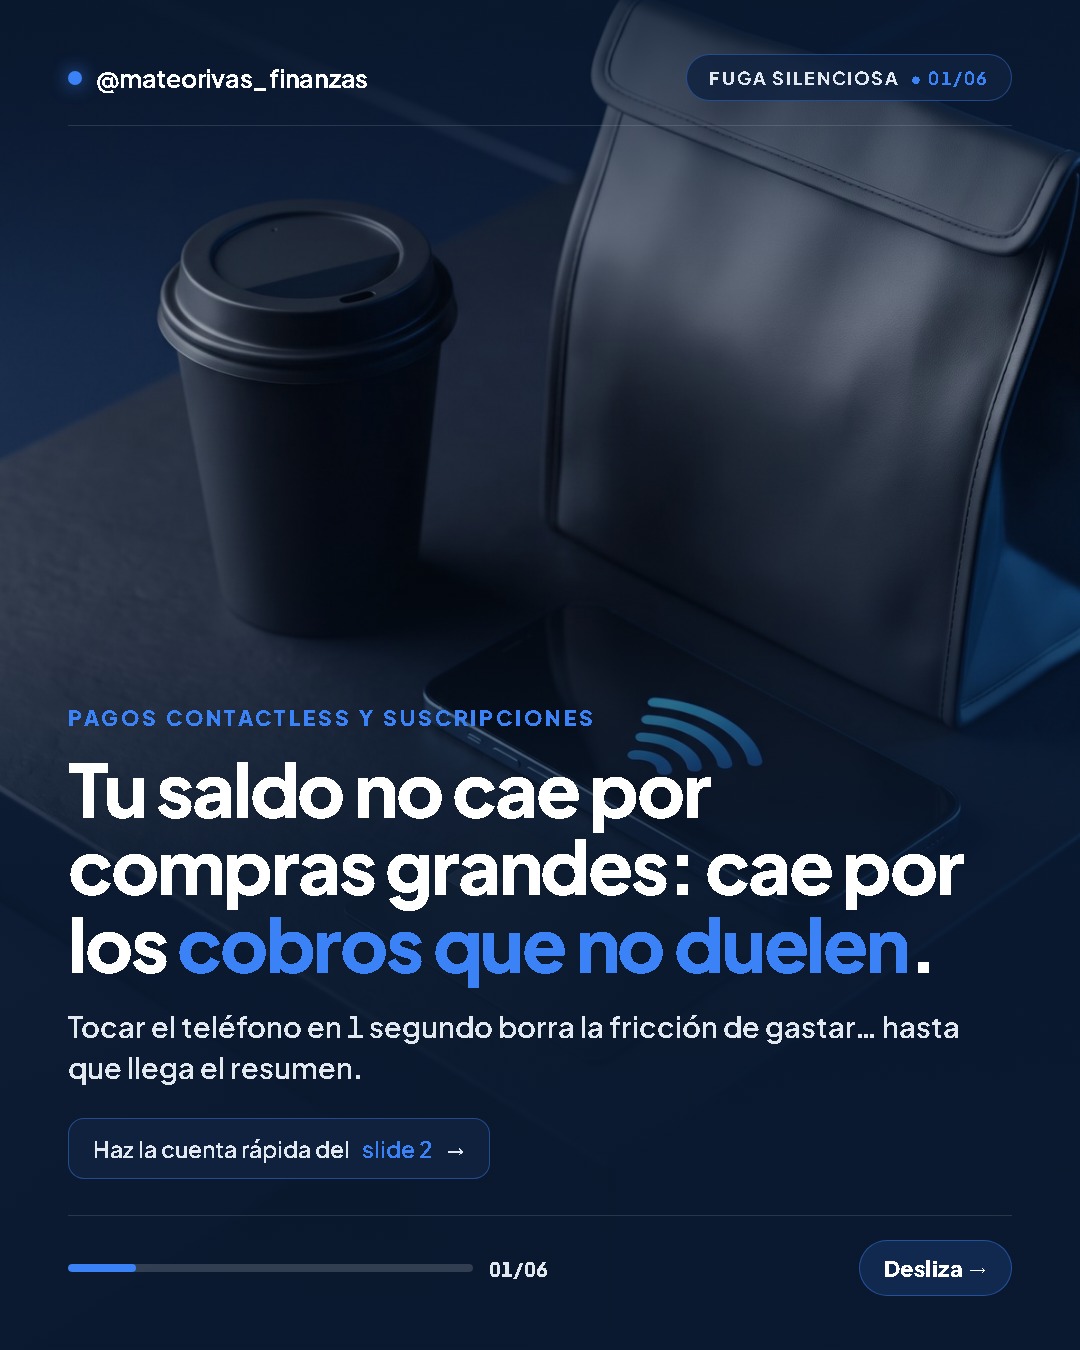 @mateorivas_finanzas
FUGA SILENCIOSA • 01/06
PAGOS CONTACTLESS Y SUSCRIPCIONES
Tu saldo no cae por
compras grandes: cae por
los cobros que no duelen.
Tocar el teléfono en 1 segundo borra la fricción de gastar... hasta
que llega el resumen.
Haz la cuenta rápida del slide 2 →
01/06
Desliza →